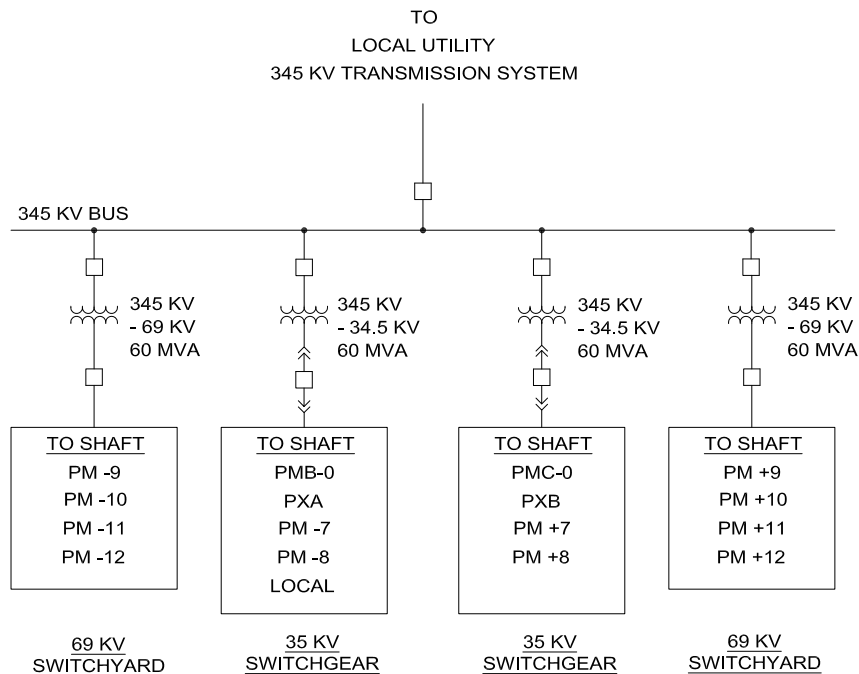 TO
LOCAL UTILITY
345 KV TRANSMISSION SYSTEM
345 KV BUS
345 KV
- 69 KV
60 MVA
345 KV
- 34.5 KV
60 MVA
345 KV
- 34.5 KV
60 MVA
345 KV
- 69 KV
60 MVA
TO SHAFT
PM -9
PM -10
PM -11
PM -12
TO SHAFT
PMB-0
PXA
PM -7
PM -8
LOCAL
TO SHAFT
PMC-0
PXB
PM +7
PM +8
TO SHAFT
PM +9
PM +10
PM +11
PM +12
69 KV
SWITCHYARD
35 KV
SWITCHGEAR
35 KV
SWITCHGEAR
69 KV
SWITCHYARD